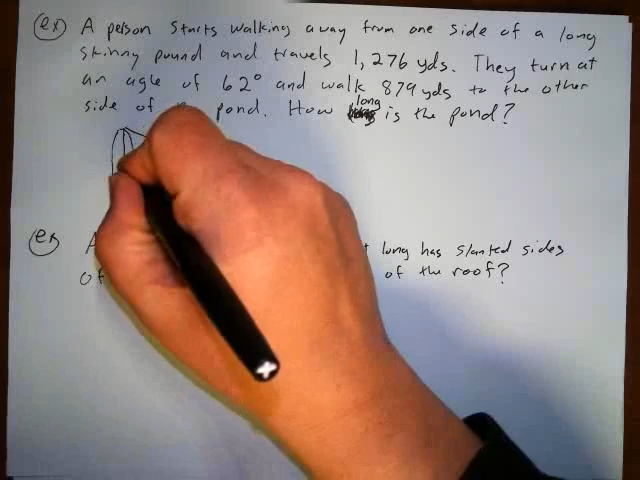 ex) A person starts walking away from one side of a long
skinny pound and travels 1,276 yds. They turn at
an agle of 62° and walk 879 yds to the other
side of pond. How long is the pond?
ex) A long has slanted sides
of of the roof?